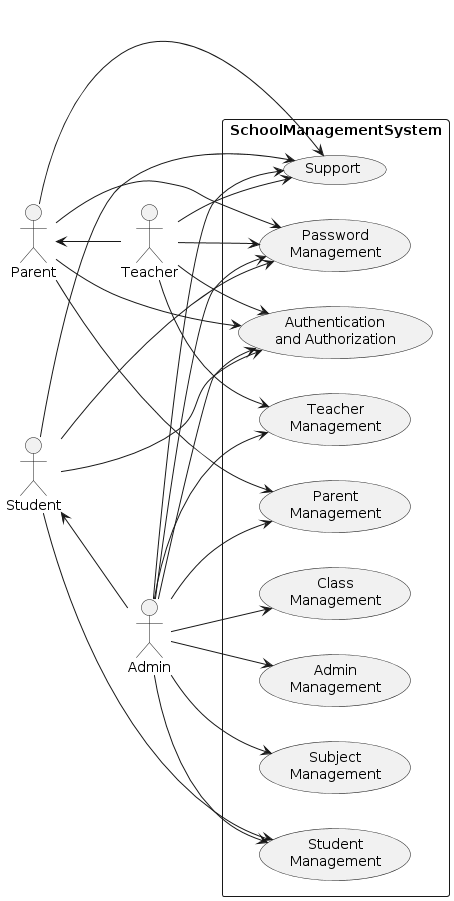 SchoolManagementSystem
Support
Password
Management
Parent
Teacher
Authentication
and Authorization
Teacher
Management
Student
Parent
Management
Class
Management
Admin
Admin
Management
Subject
Management
Student
Management